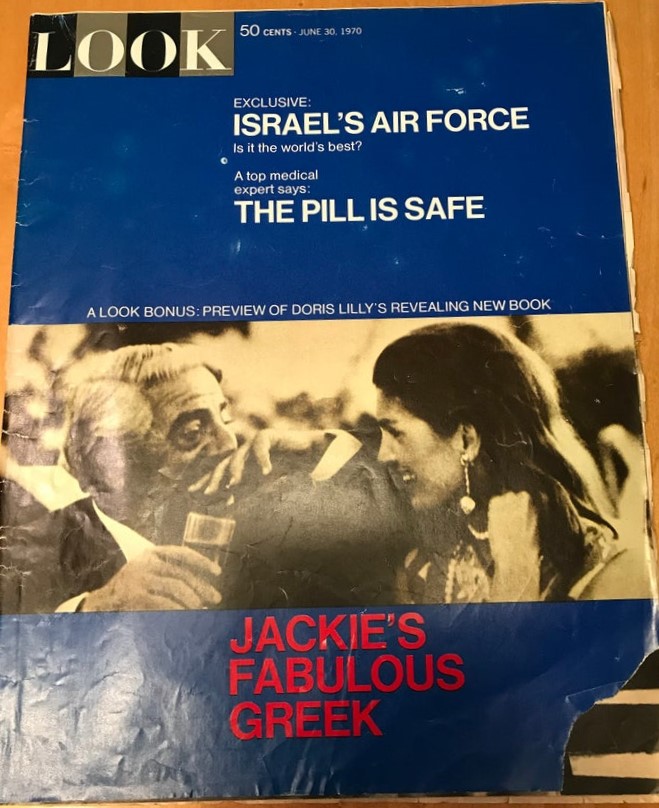 LOOK
50 CENTS · JUNE 30, 1970
EXCLUSIVE:
ISRAEL'S AIR FORCE
Is it the world's best?
A top medical
expert says:
THE PILL IS SAFE
A LOOK BONUS: PREVIEW OF DORIS LILLY'S REVEALING NEW BOOK
JACKIE'S
FABULOUS
GREEK